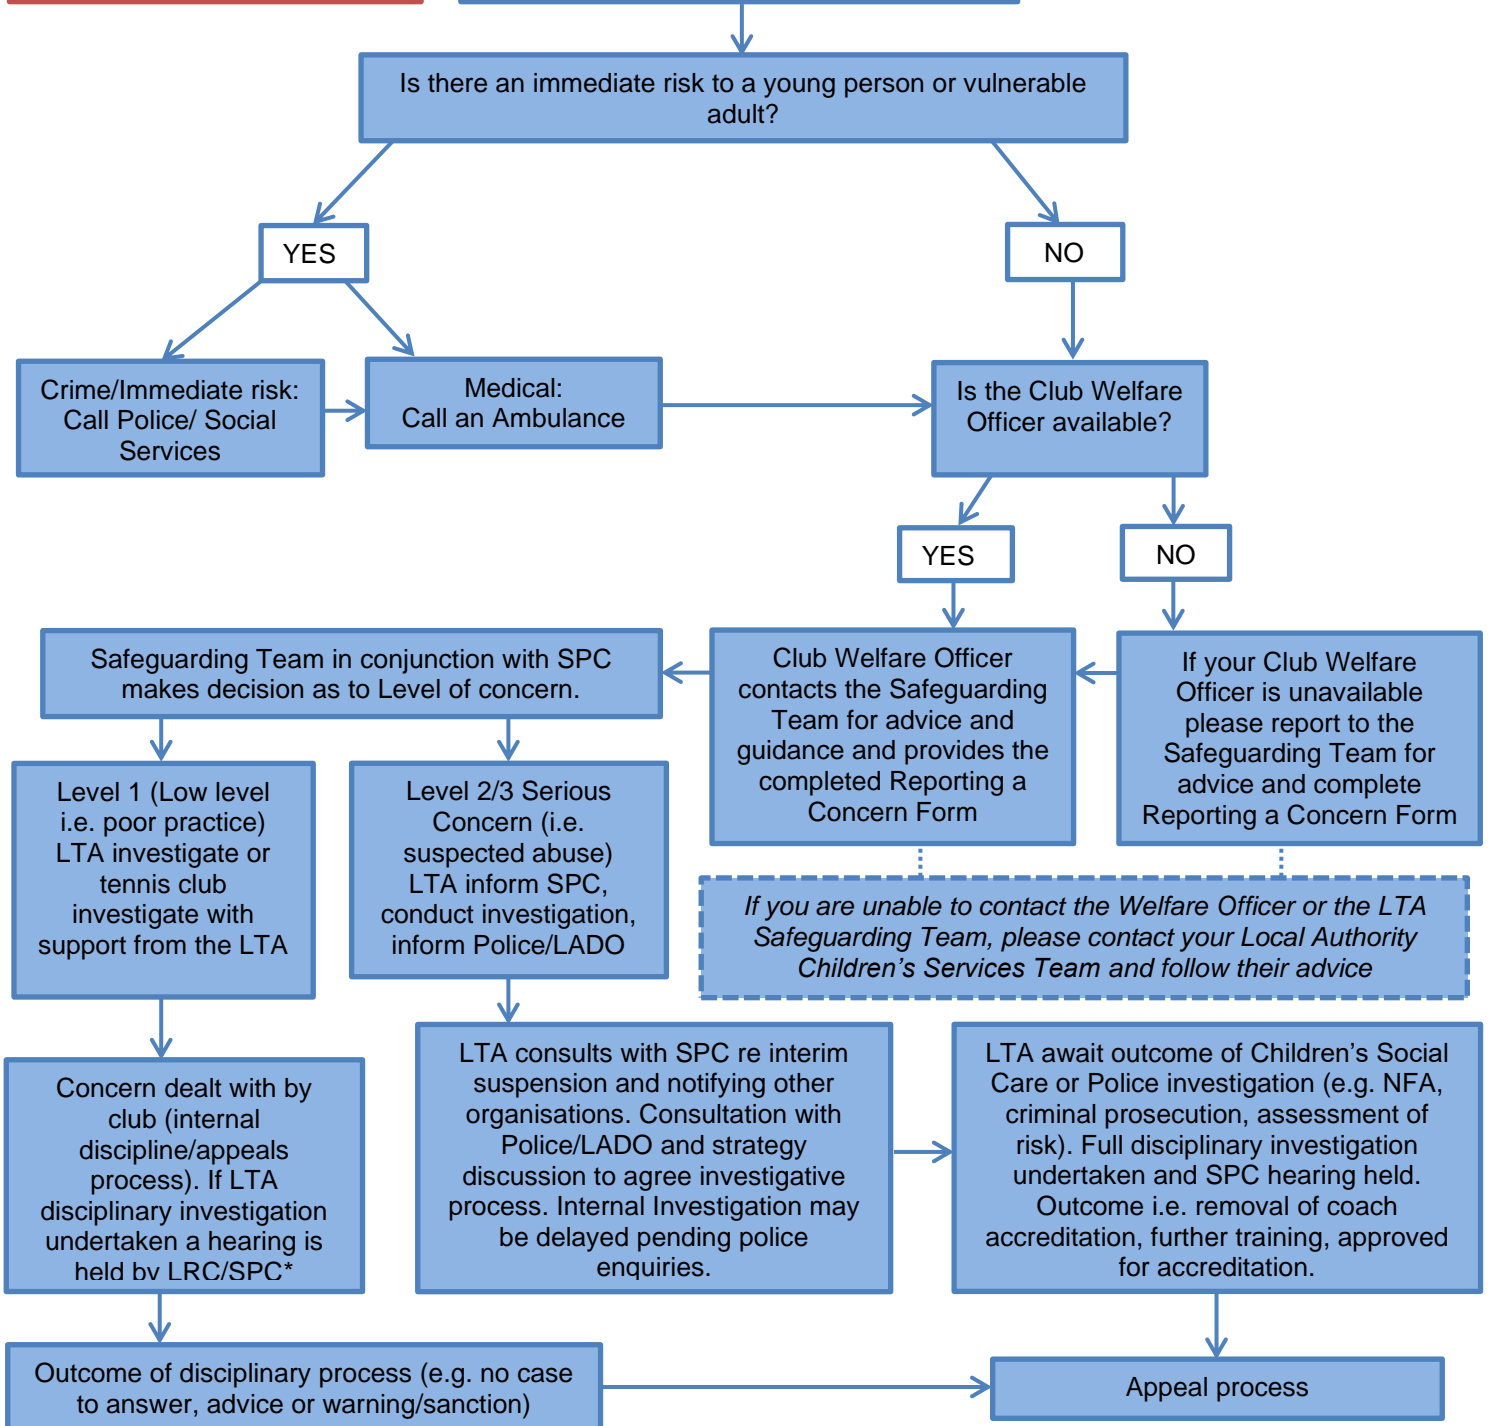 Is there an immediate risk to a young person or vulnerable
adult?
YES
NO
Crime/Immediate risk:
Call Police/ Social
Services
Medical:
Call an Ambulance
Is the Club Welfare
Officer available?
YES
NO
Safeguarding Team in conjunction with SPC
makes decision as to Level of concern.
Club Welfare Officer
contacts the Safeguarding
Team for advice and
guidance and provides the
completed Reporting a
Concern Form
If your Club Welfare
Officer is unavailable
please report to the
Safeguarding Team for
advice and complete
Reporting a Concern Form
Level 1 (Low level
i.e. poor practice)
LTA investigate or
tennis club
investigate with
support from the LTA
Level 2/3 Serious
Concern (i.e.
suspected abuse)
LTA inform SPC,
conduct investigation,
inform Police/LADO
If you are unable to contact the Welfare Officer or the LTA
Safeguarding Team, please contact your Local Authority
Children’s Services Team and follow their advice
Concern dealt with by
club (internal
discipline/appeals
process). If LTA
disciplinary investigation
undertaken a hearing is
held by LRC/SPC*
LTA consults with SPC re interim
suspension and notifying other
organisations. Consultation with
Police/LADO and strategy
discussion to agree investigative
process. Internal Investigation may
be delayed pending police
enquiries.
LTA await outcome of Children’s Social
Care or Police investigation (e.g. NFA,
criminal prosecution, assessment of
risk). Full disciplinary investigation
undertaken and SPC hearing held.
Outcome i.e. removal of coach
accreditation, further training, approved
for accreditation.
Outcome of disciplinary process (e.g. no case
to answer, advice or warning/sanction)
Appeal process